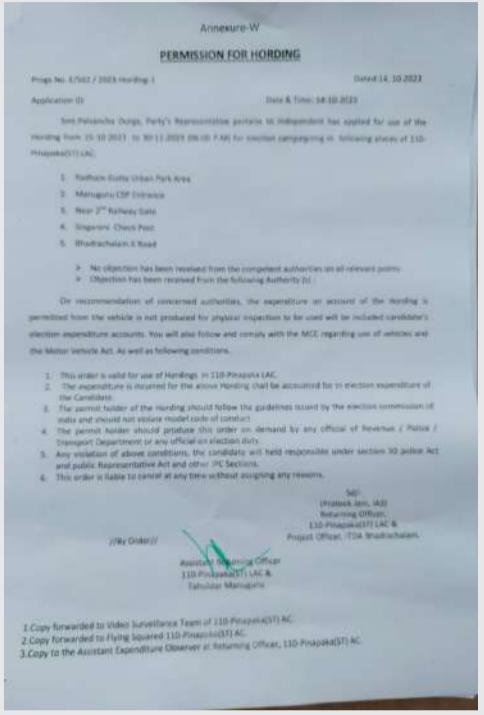 Annexure-W
PERMISSION FOR HORDING
Progs No. E/502 / 2023 Hording-1 Dated:14. 10.2023
Application ID: Date & Time: 14-10-2023
Smt.Palvancha Durga, Party's Representative pertains to Independent has applied for use of the
Hording from 15-10-2023 to 30-11-2023 (06:00 P.M) for election campaigning in following places of 110-
Pinapaka(ST) LAC.
1. Gutta Urban Park Area
2. Manuguru CSP Entrance
3. Near 2nd Railway Gate
4. Singareni Check Post
5. Bhadrachalam X Road
➢ No objection has been received from the competent authorities on all relevant points
➢ Objection has been received from the following Authority (s) :
On recommendation of concerned authorities, the expenditure on account of the Hording is
permitted from the vehicle is not produced for physical inspection to be used will be included candidate's
election expenditure accounts. You will also follow and comply with the MCC regarding use of vehicles and
the Motor Vehicle Act. As well as following conditions.
1. This order is valid for use of Hordings in 110-Pinapaka LAC.
2. The expenditure is incurred for the above Hording shall be accounted for in election expenditure of
the Candidate.
3. The permit holder of the Hording should follow the guidelines issued by the election commission of
india and should not violate model code of conduct
4. The permit holder should produce this order on demand by any official of Revenue / Police /
Transport Department or any official on election duty.
5. Any violation of above conditions, the candidate will held responsible under section 30 police Act
and public Representative Act and other IPC Sections.
6. This order is liable to cancel at any time without assigning any reasons.
Sd/-
(Prateek Jain, IAS)
Returning Officer,
110-Pinapaka(ST) LAC &
Project Officer, ITDA Bhadrachalam.
//By Order//
Assistant Returning Officer
110-Pinapaka(ST) LAC &
Tahsildar Manuguru
1.Copy forwarded to Video Surveillance Team of 110-Pinapaka(ST) AC.
2.Copy forwarded to Flying Squared 110-Pinapaka(ST) AC.
3.Copy to the Assistant Expenditure Observer at Returning Officer, 110-Pinapaka(ST) AC.